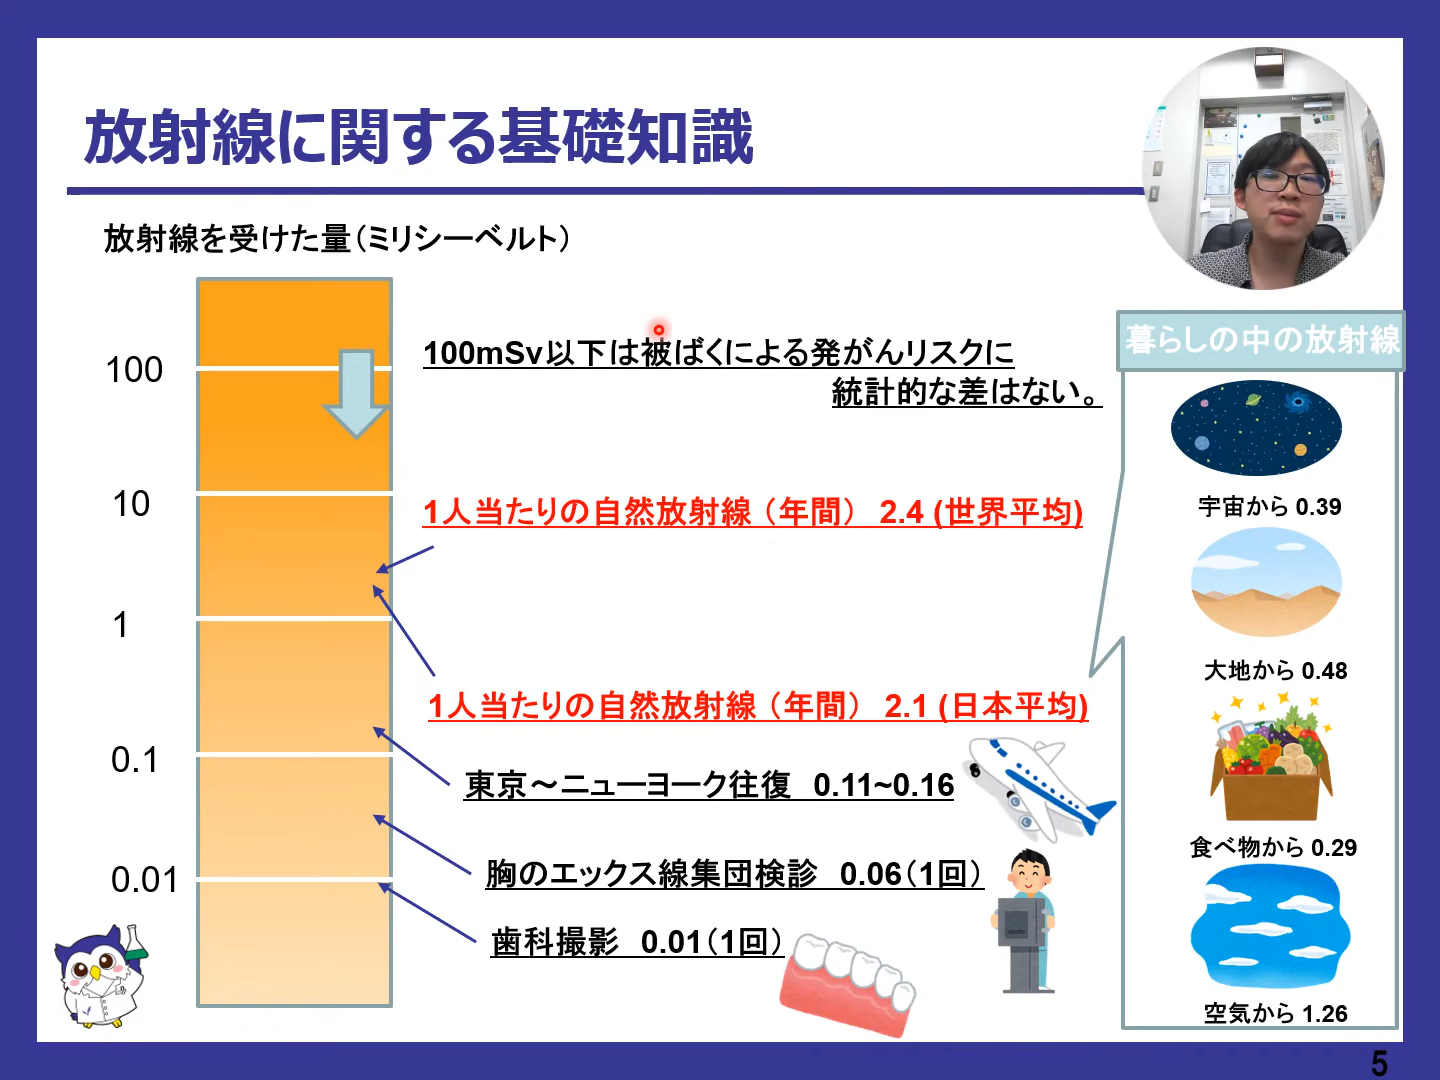 放射線に関する基礎知識
放射線を受けた量（ミリシーベルト）
100
10
1
0.1
0.01
100mSv以下は被ばくによる発がんリスクに
統計的な差はない。
1人当たりの自然放射線（年間） 2.4 (世界平均)
1人当たりの自然放射線（年間） 2.1 (日本平均)
東京～ニューヨーク往復 0.11~0.16
胸のエックス線集団検診 0.06（1回）
歯科撮影 0.01（1回）
暮らしの中の放射線
宇宙から 0.39
大地から 0.48
食べ物から 0.29
空気から 1.26
5